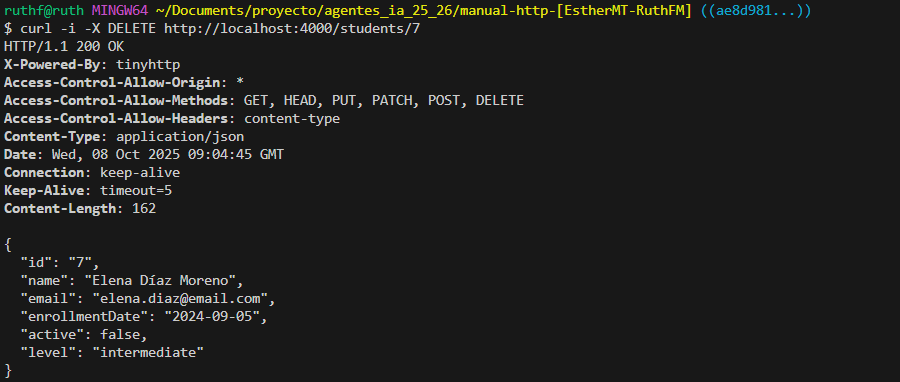 ruthf@ruth MINGW64 ~/Documents/proyecto/agentes_ia_25_26/manual-http-[EstherMT-RuthFM] ((ae8d981...))
$ curl -i -X DELETE http://localhost:4000/students/7
HTTP/1.1 200 OK
X-Powered-By: tinyhttp
Access-Control-Allow-Origin: *
Access-Control-Allow-Methods: GET, HEAD, PUT, PATCH, POST, DELETE
Access-Control-Allow-Headers: content-type
Content-Type: application/json
Date: Wed, 08 Oct 2025 09:04:45 GMT
Connection: keep-alive
Keep-Alive: timeout=5
Content-Length: 162

{
  "id": "7",
  "name": "Elena Díaz Moreno",
  "email": "elena.diaz@email.com",
  "enrollmentDate": "2024-09-05",
  "active": false,
  "level": "intermediate"
}